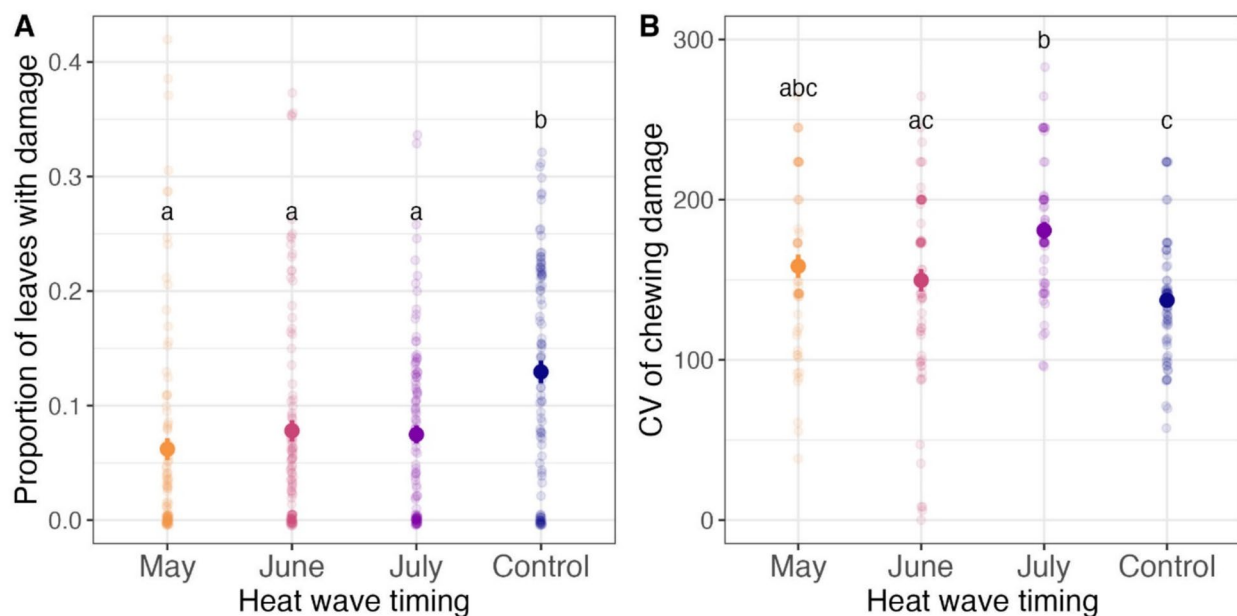 A
Proportion of leaves with damage
0.4
0.3
0.2
0.1
0.0
a
a
a
b
May
June
July
Control
Heat wave timing
B
CV of chewing damage
300
200
100
0
abc
ac
b
c
May
June
July
Control
Heat wave timing